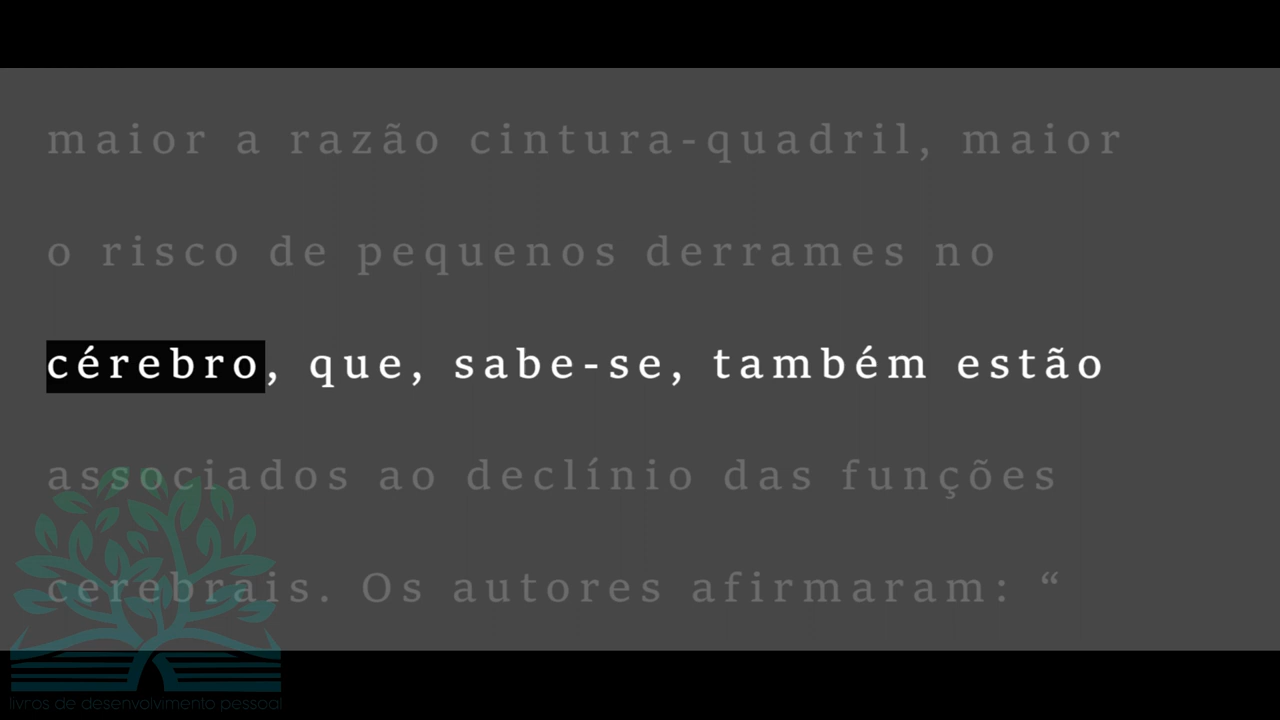 maior a razão cintura-quadril, maior
o risco de pequenos derrames no
cérebro, que, sabe-se, também estão
associados ao declínio das funções
cerebrais. Os autores afirmaram: “
livros de desenvolvimento pessoal